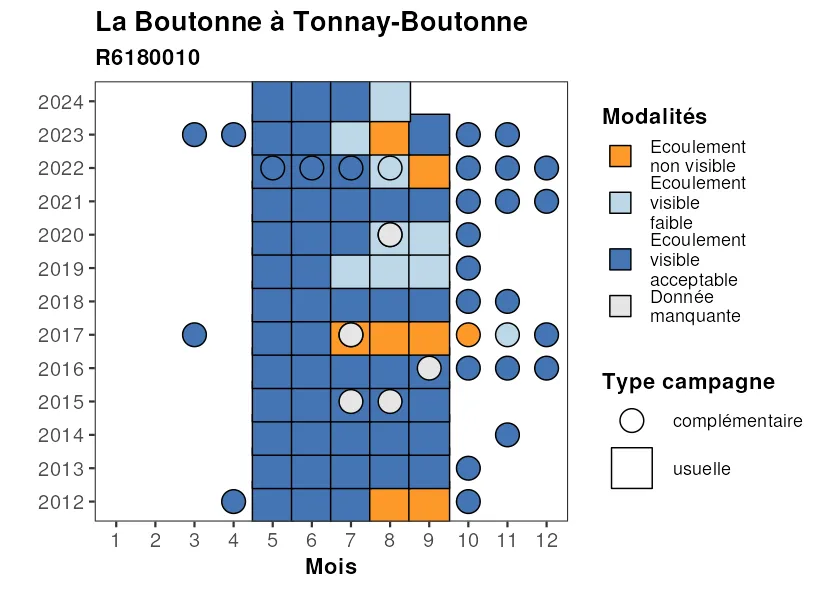 La Boutonne à Tonnay-Boutonne
R6180010
2024
2023
2022
2021
2020
2019
2018
2017
2016
2015
2014
2013
2012
1 2 3 4 5 6 7 8 9 10 11 12
Mois
Modalités
Ecoulement
non visible
Ecoulement
visible
faible
Ecoulement
visible
acceptable
Donnée
manquante
Type campagne
complémentaire
usuelle